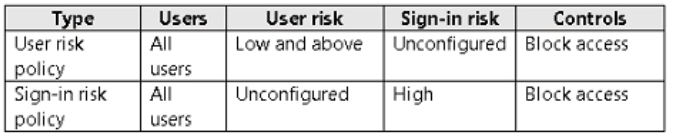 Type Users User risk Sign-in risk Controls
User risk All Low and above Unconfigured Block access
policy users
Sign-in risk All Unconfigured High Block access
policy users